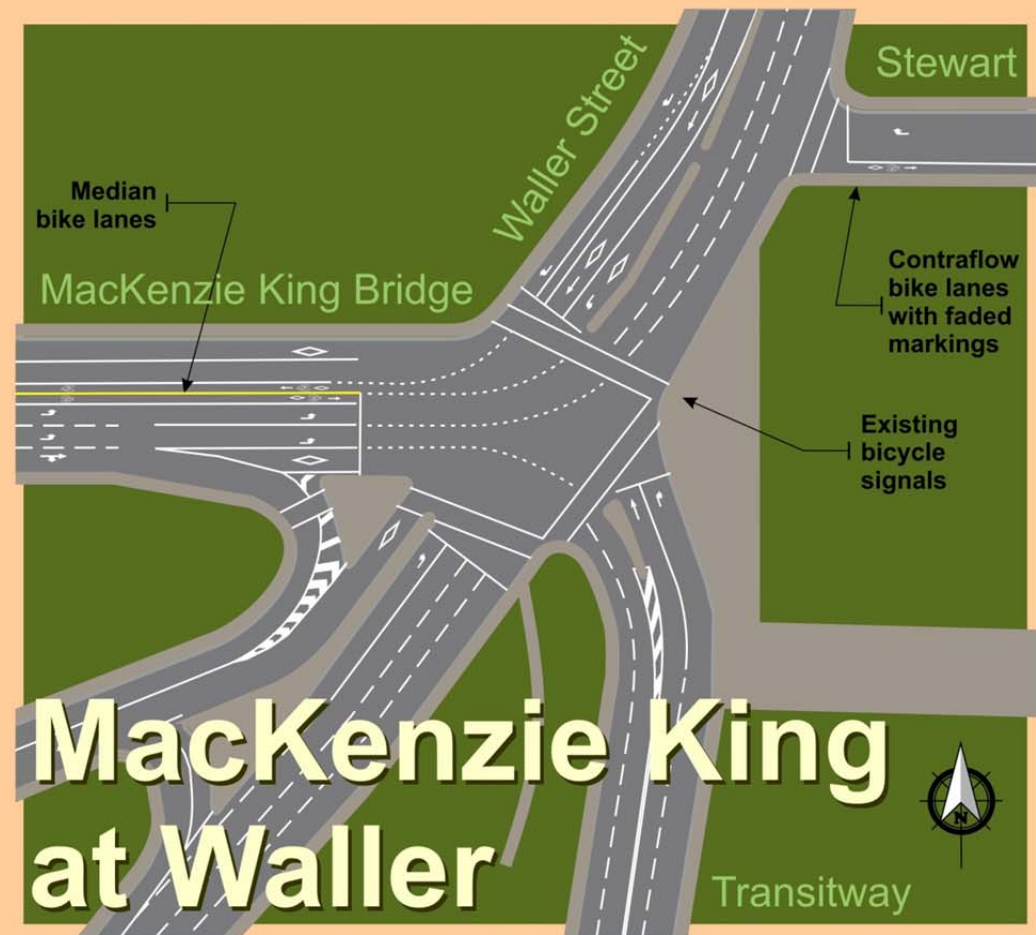 Stewart
Waller Street
Median
bike lanes
MacKenzie King Bridge
Contraflow
bike lanes
with faded
markings
Existing
bicycle
signals
MacKenzie King
at Waller
N
Transitway